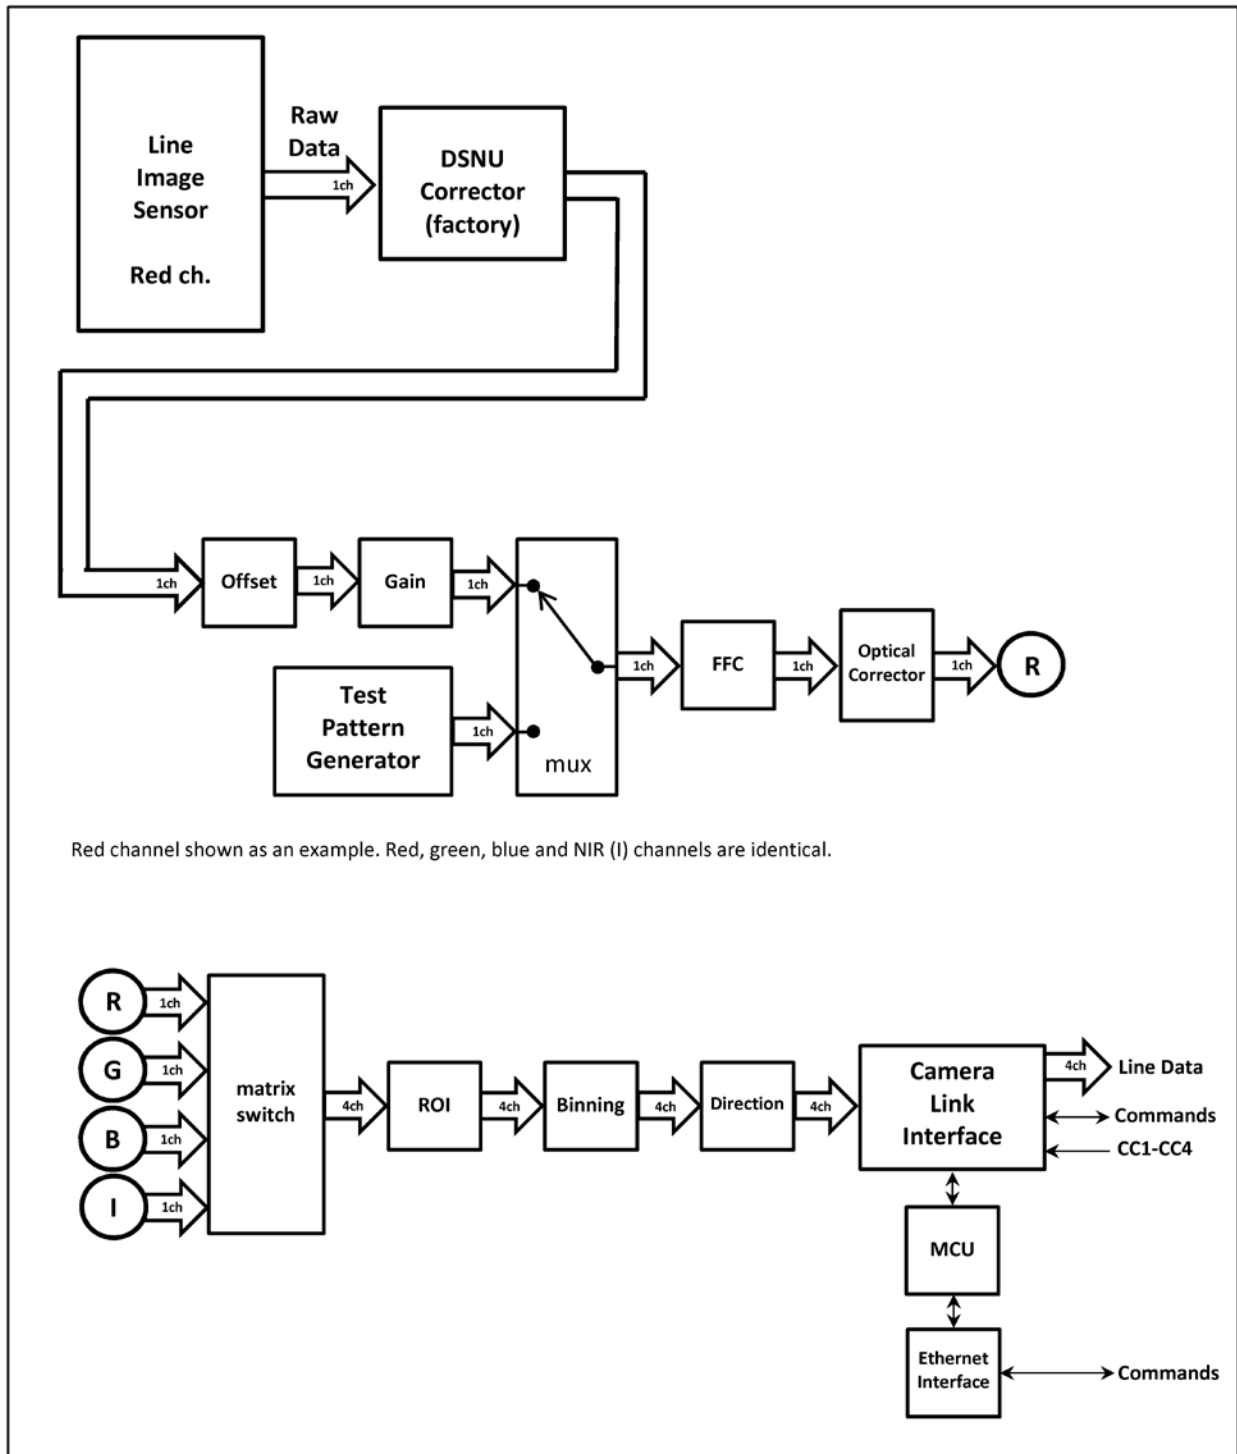 Line
Image
Sensor
Red ch.
Raw
Data
1ch
DSNU
Corrector
(factory)
1ch
Offset
1ch
Gain
1ch
Test
Pattern
Generator
1ch
mux
1ch
FFC
1ch
Optical
Corrector
1ch
R
Red channel shown as an example. Red, green, blue and NIR (I) channels are identical.
R
1ch
G
1ch
B
1ch
I
1ch
matrix
switch
4ch
ROI
4ch
Binning
4ch
Direction
4ch
Camera
Link
Interface
4ch
Line Data
Commands
CC1-CC4
MCU
Ethernet
Interface
Commands